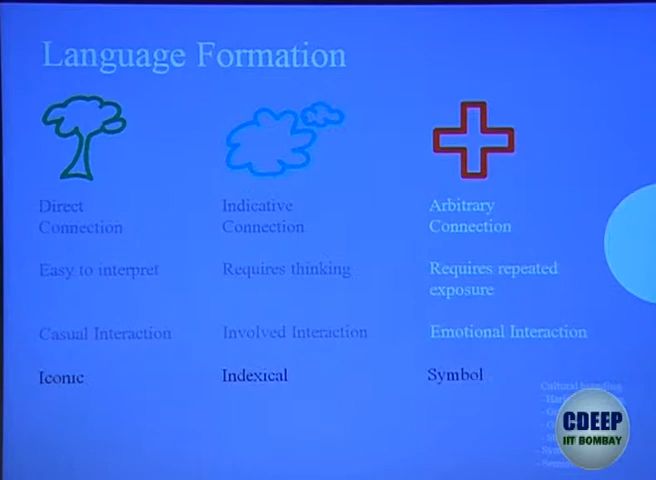 Language Formation
Direct
Connection
Indicative
Connection
Arbitrary
Connection
Easy to interpret
Requires thinking
Requires repeated
exposure
Casual Interaction
Involved Interaction
Emotional Interaction
Iconic
Indexical
Symbol
Cultural
CDEEP
IIT BOMBAY